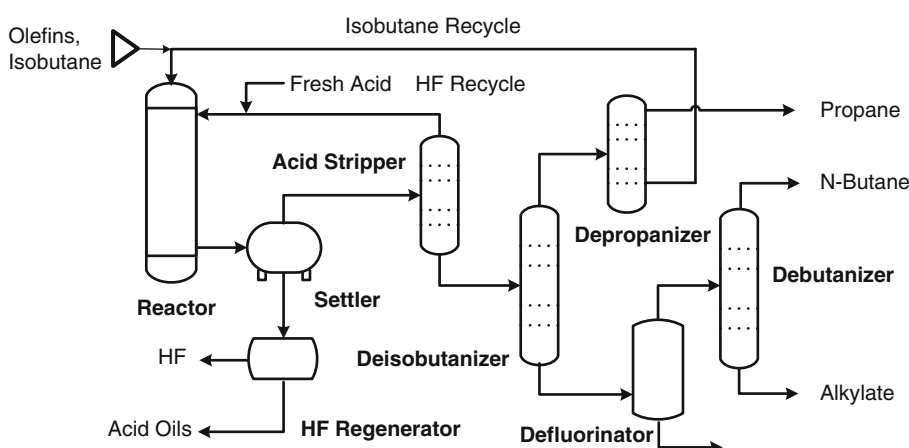 Isobutane Recycle
Olefins,
Isobutane
Fresh Acid HF Recycle
Propane
Acid Stripper
N-Butane
Depropanizer
Debutanizer
Reactor
Settler
HF
Deisobutanizer
Alkylate
Acid Oils
HF Regenerator
Defluorinator